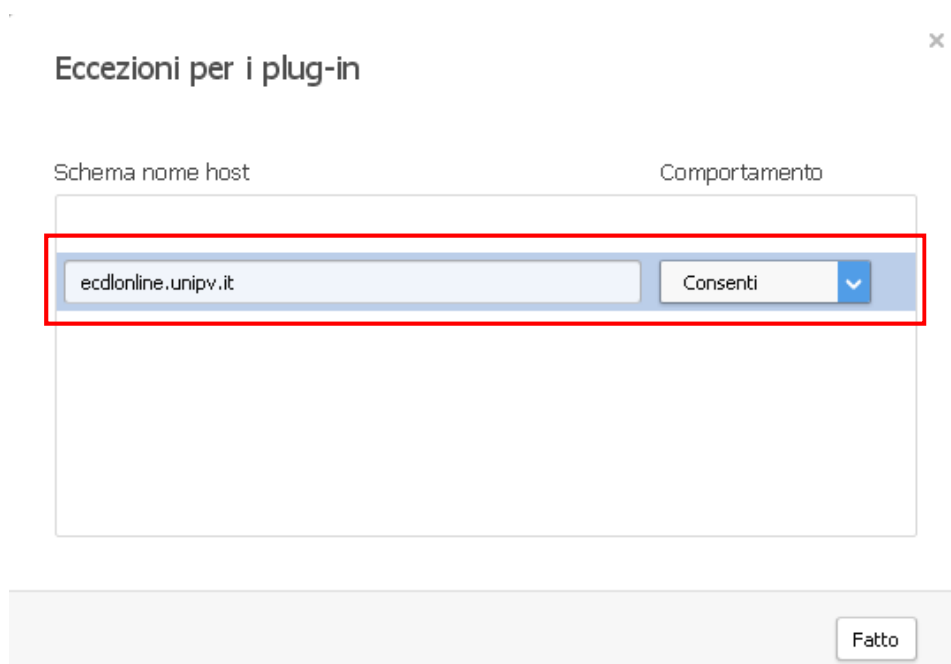 Eccezioni per i plug-in
Schema nome host Comportamento
ecdlonline.unipv.it Consenti
Fatto